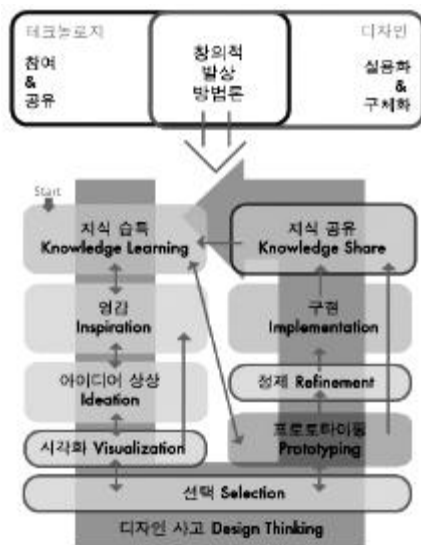 테크놀로지
디자인
참여
&
공유
창의적
발상
방법론
실용화
&
구체화
Start
지식 습득
Knowledge Learning
지식 공유
Knowledge Share
영감
Inspiration
구현
Implementation
아이디어 상상
Ideation
정제 Refinement
시각화 Visualization
프로토타이핑
Prototyping
선택 Selection
디자인 사고 Design Thinking